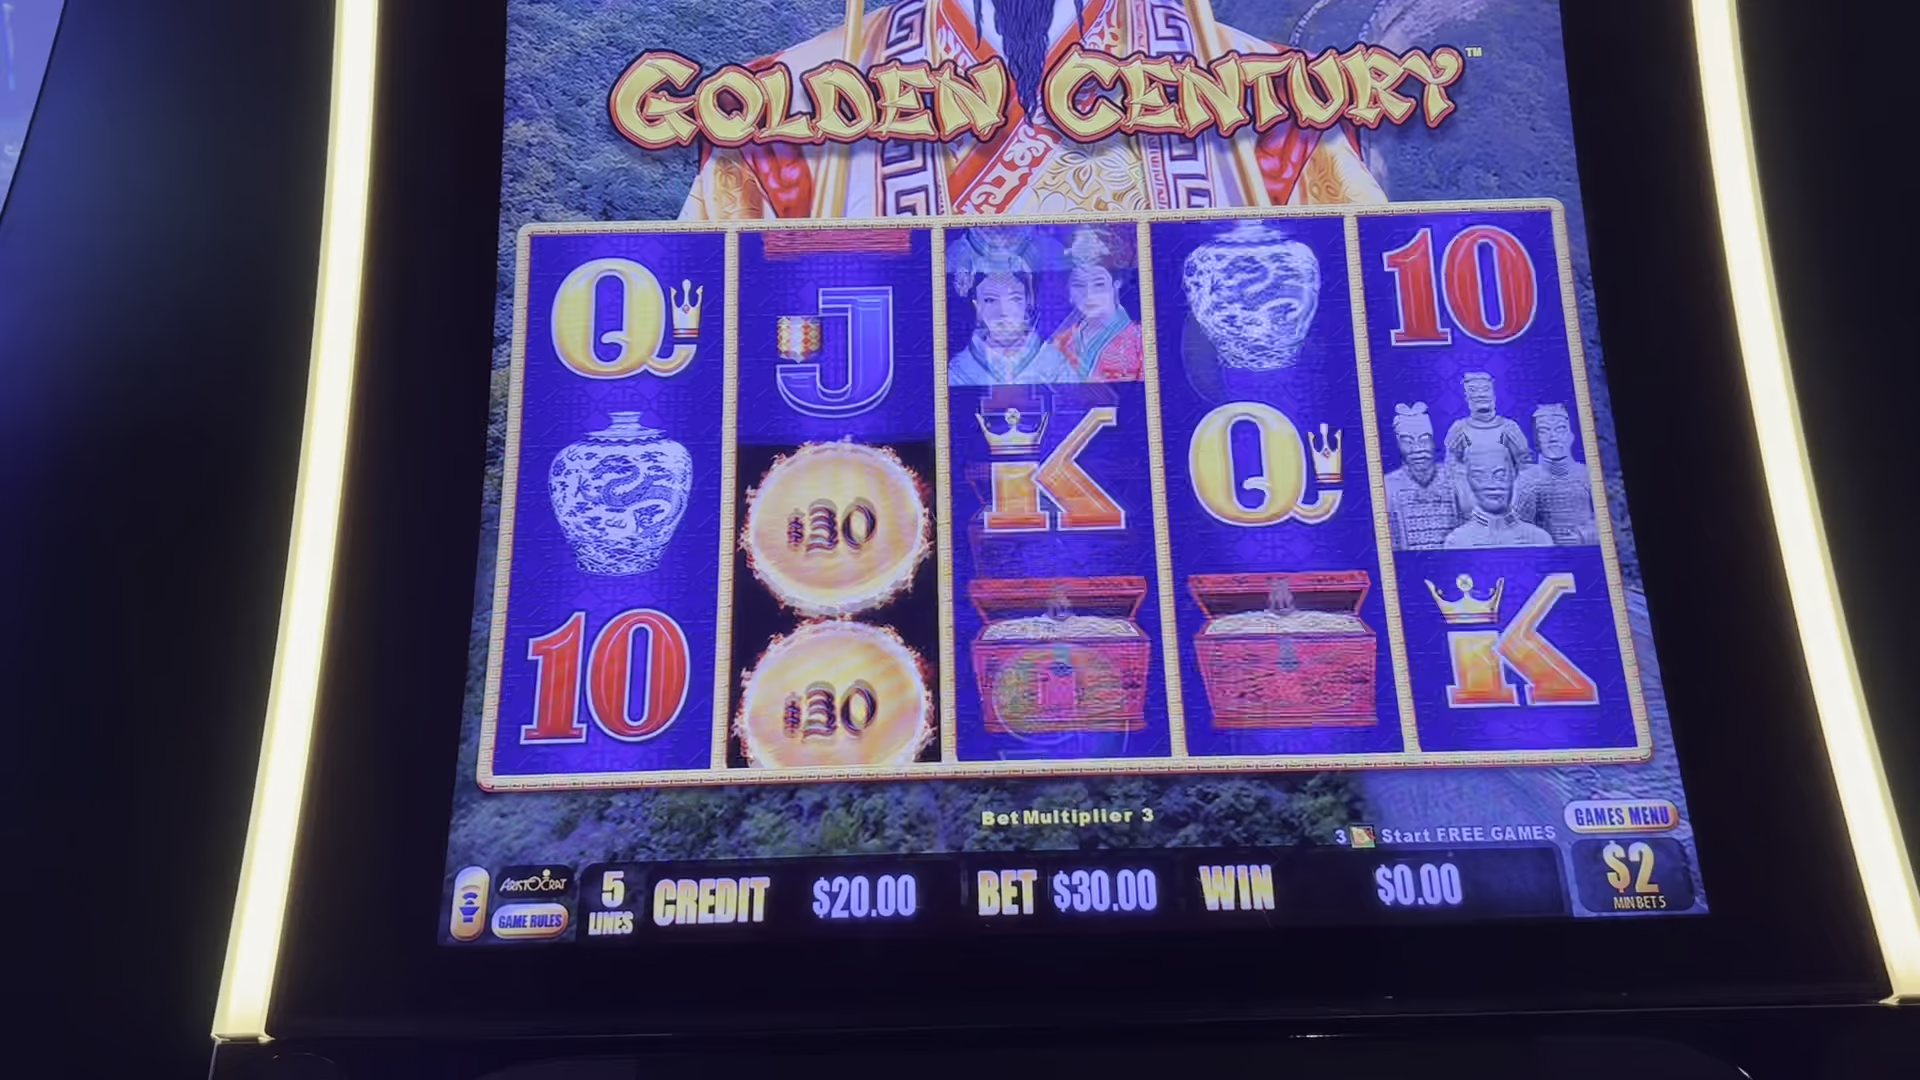 GOLDEN CENTURY™
Q J 10
K Q
$30
10 $30 K
Bet Multiplier 3
3 Start FREE GAMES
GAMES MENU
ARISTOCRAT
GAME RULES
5 LINES CREDIT $20.00 BET $30.00 WIN $0.00
$2
MIN BET 5